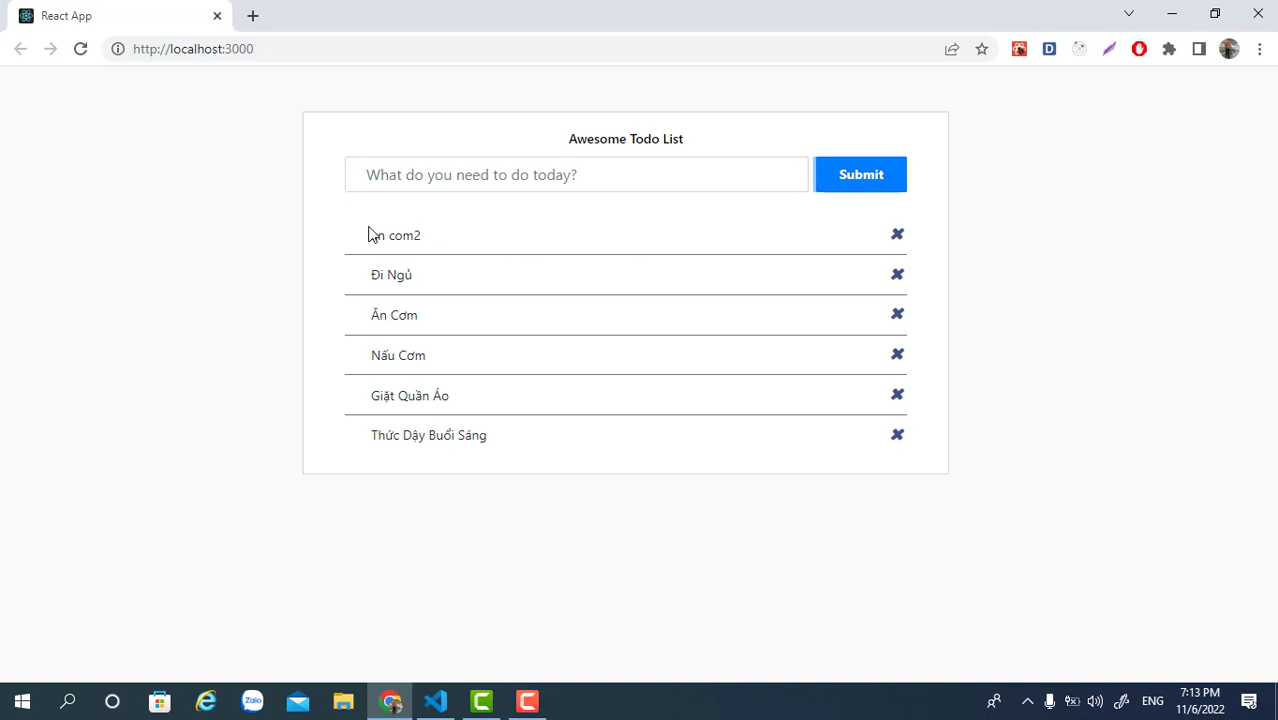 React App
http://localhost:3000
Awesome Todo List
What do you need to do today?
Submit
n com2
Đi Ngủ
Ăn Cơm
Nấu Cơm
Giặt Quần Áo
Thức Dậy Buổi Sáng
Zalo
ENG
7:13 PM
11/6/2022